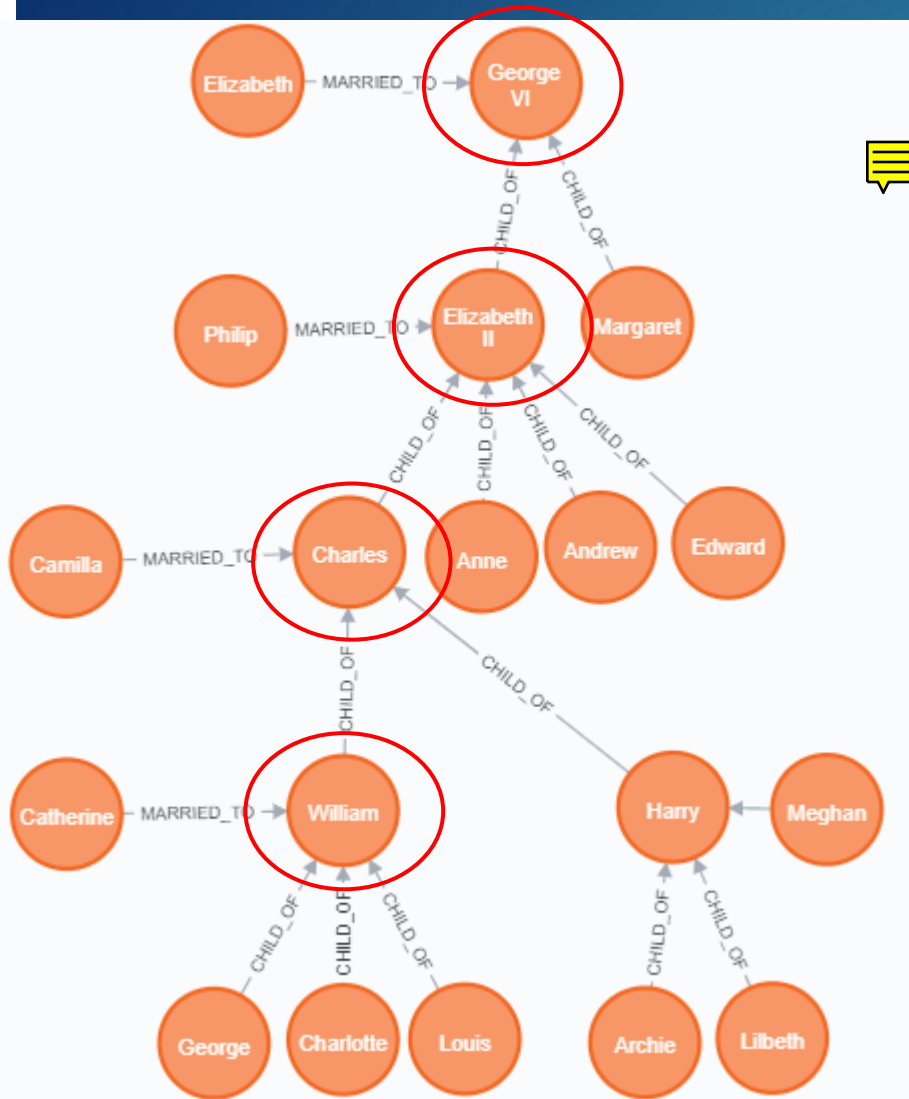 Elizabeth
MARRIED_TO
George
VI
CHILD_OF
CHILD_OF
Philip
MARRIED_TO
Elizabeth
II
Margaret
CHILD_OF
CHILD_OF
CHILD_OF
CHILD_OF
Camilla
MARRIED_TO
Charles
Anne
Andrew
Edward
CHILD_OF
CHILD_OF
Catherine
MARRIED_TO
William
Harry
Meghan
CHILD_OF
CHILD_OF
CHILD_OF
CHILD_OF
CHILD_OF
George
Charlotte
Louis
Archie
Lilbeth